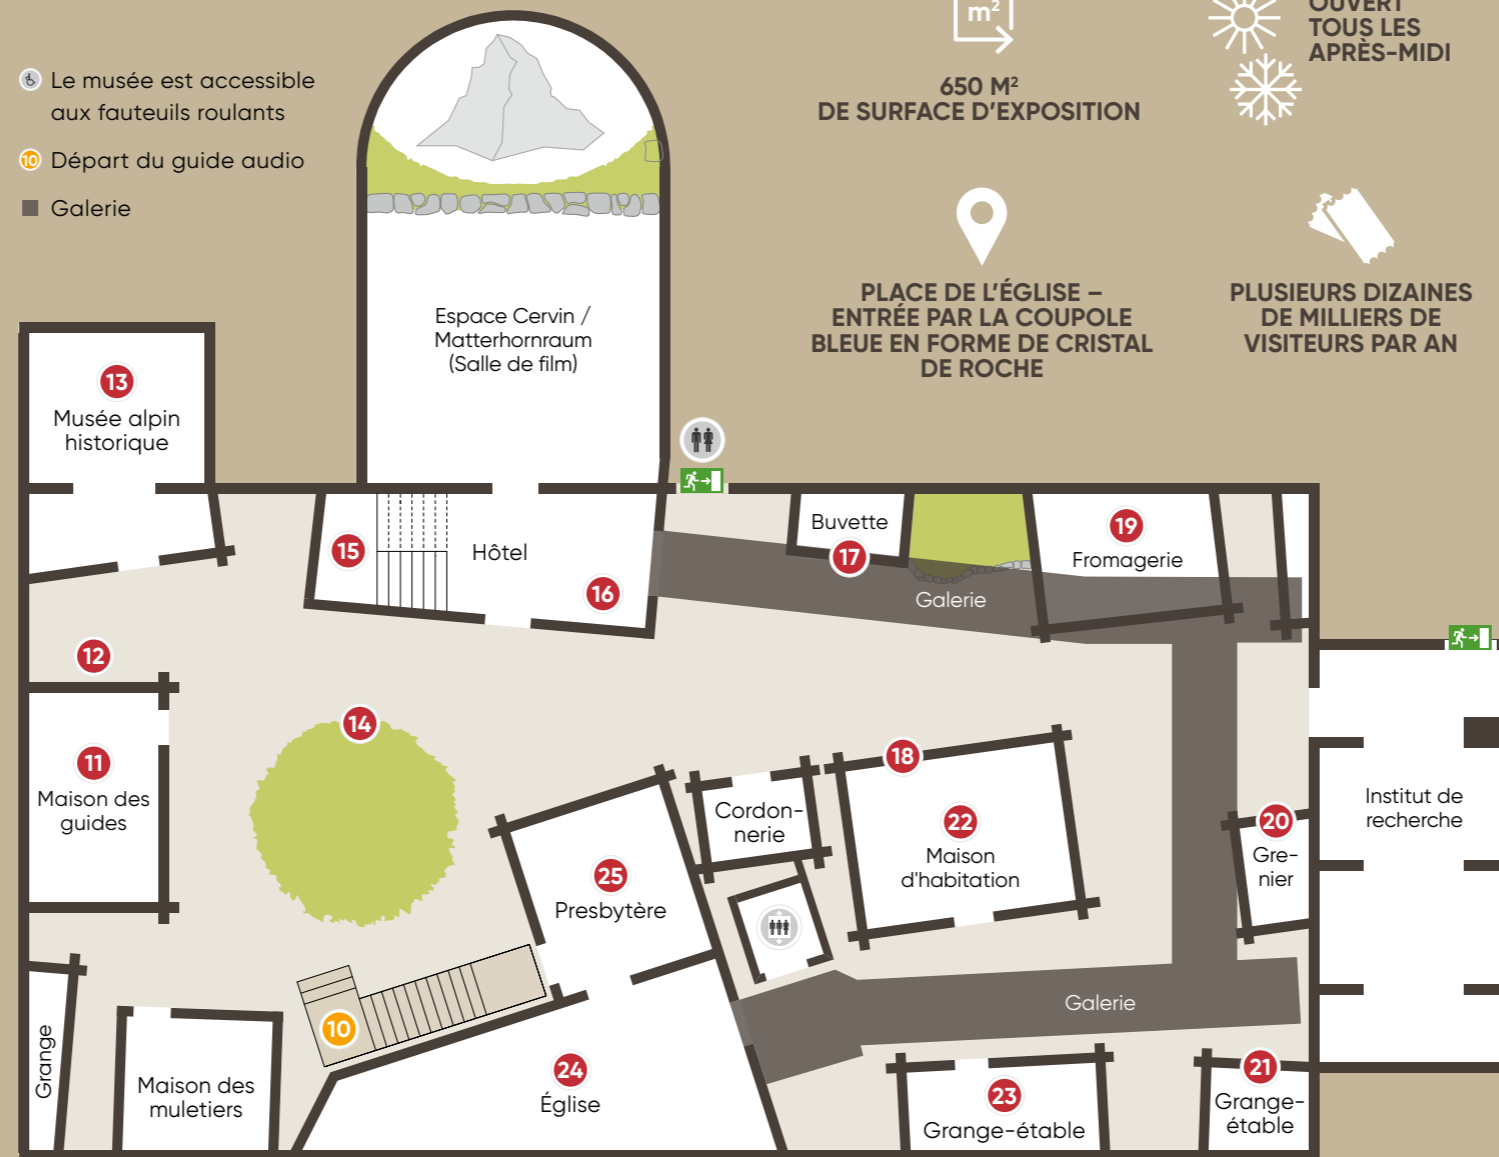 Le musée est accessible
aux fauteuils roulants
10 Départ du guide audio
Galerie
m²
650 M²
DE SURFACE D'EXPOSITION
OUVERT
TOUS LES
APRÈS-MIDI
PLACE DE L'ÉGLISE –
ENTRÉE PAR LA COUPOLE
BLEUE EN FORME DE CRISTAL
DE ROCHE
PLUSIEURS DIZAINES
DE MILLIERS DE
VISITEURS PAR AN
Espace Cervin /
Matterhornraum
(Salle de film)
13
Musée alpin
historique
15
Hôtel
16
Buvette
17
19
Fromagerie
Galerie
12
14
11
Maison des
guides
18
Cordon-
nerie
22
Maison
d'habitation
20
Gre-
nier
Institut de
recherche
25
Presbytère
10
Galerie
Grange
Maison des
muletiers
24
Église
23
Grange-étable
21
Grange-
étable